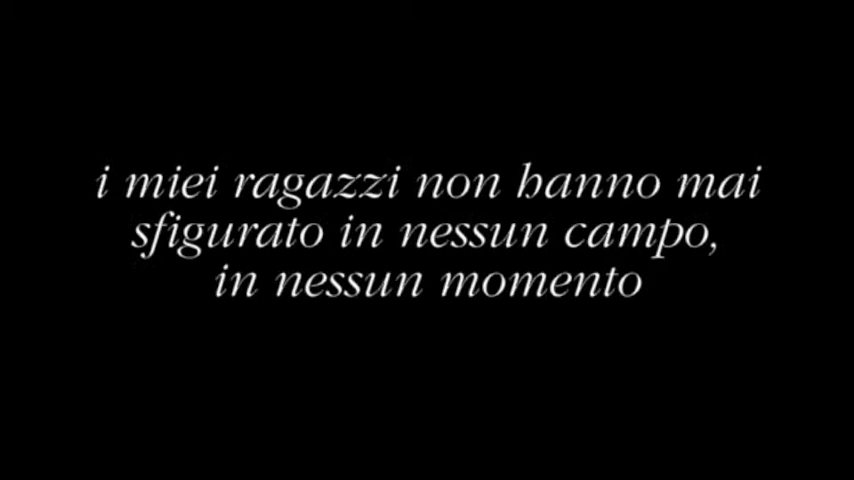 i miei ragazzi non hanno mai
sfigurato in nessun campo,
in nessun momento